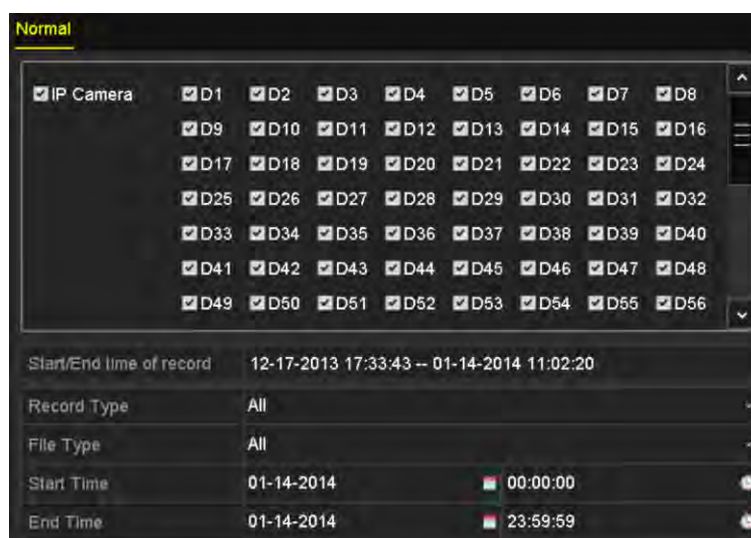 Normal
IP Camera D1 D2 D3 D4 D5 D6 D7 D8
D9 D10 D11 D12 D13 D14 D15 D16
D17 D18 D19 D20 D21 D22 D23 D24
D25 D26 D27 D28 D29 D30 D31 D32
D33 D34 D35 D36 D37 D38 D39 D40
D41 D42 D43 D44 D45 D46 D47 D48
D49 D50 D51 D52 D53 D54 D55 D56
Start/End time of record 12-17-2013 17:33:43 -- 01-14-2014 11:02:20
Record Type All
File Type All
Start Time 01-14-2014 00:00:00
End Time 01-14-2014 23:59:59